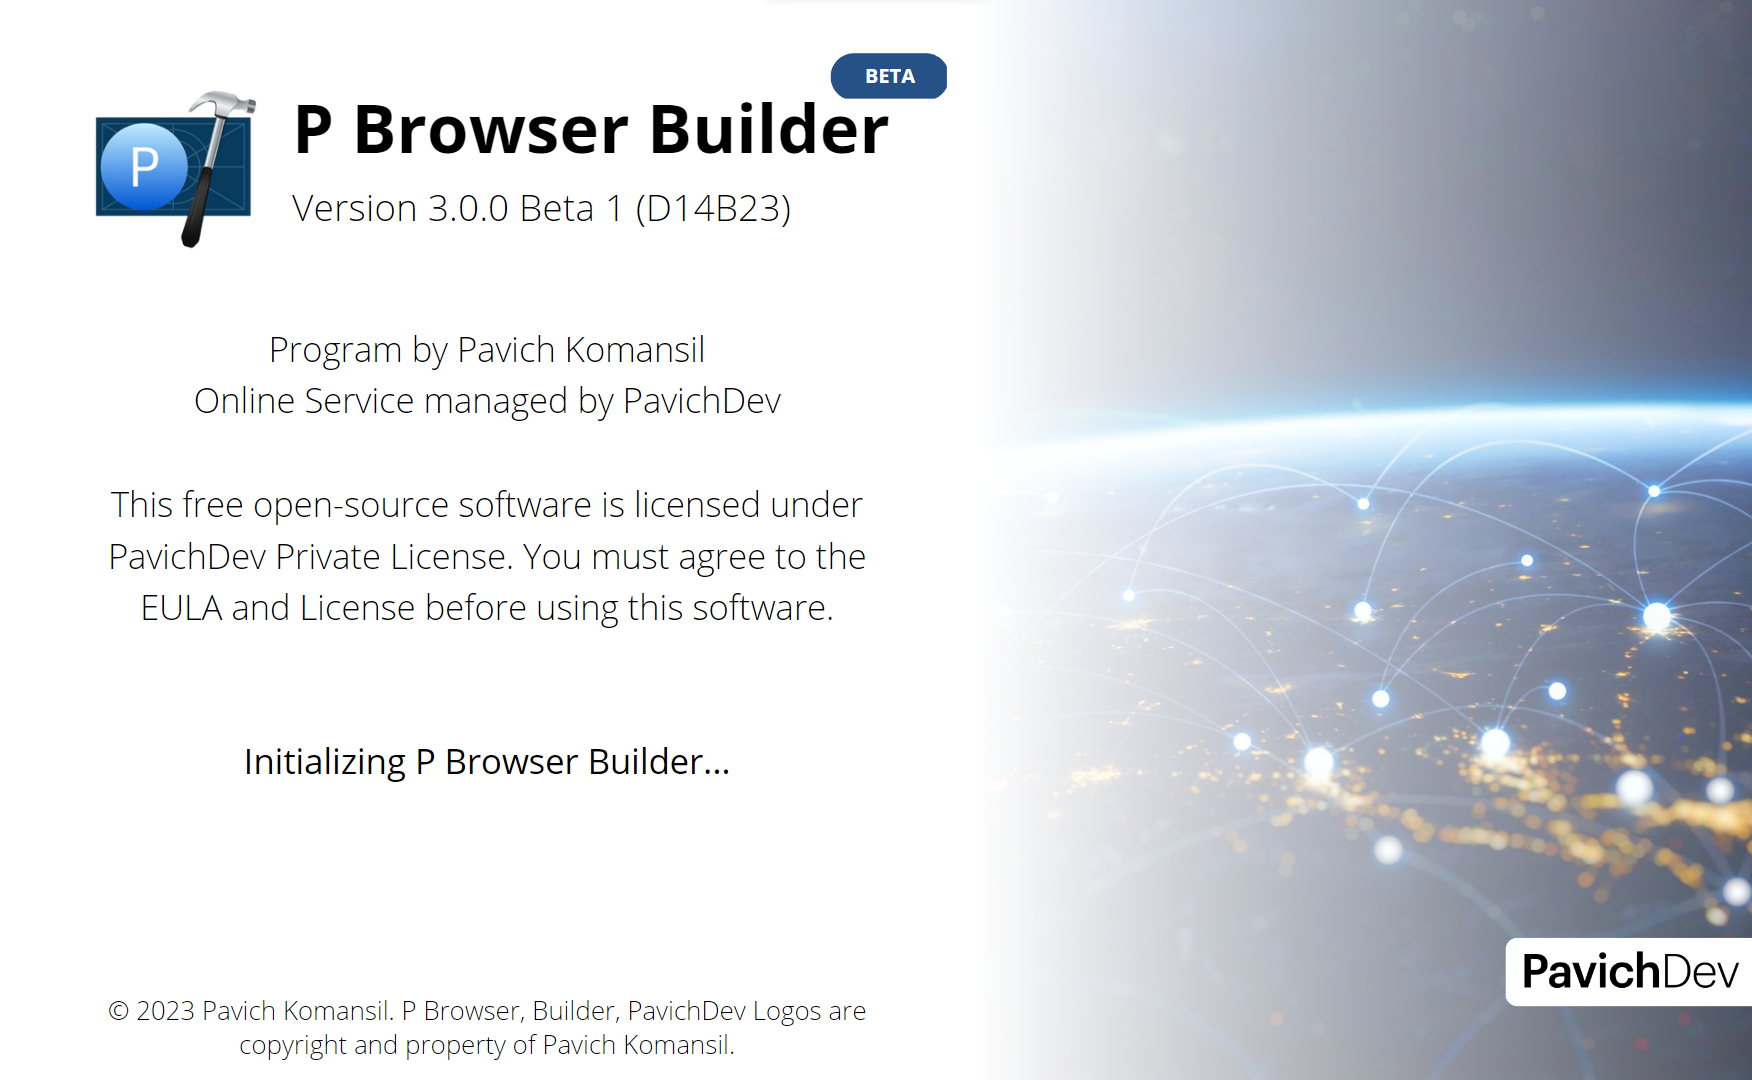 BETA
P
P Browser Builder
Version 3.0.0 Beta 1 (D14B23)
Program by Pavich Komansil
Online Service managed by PavichDev
This free open-source software is licensed under
PavichDev Private License. You must agree to the
EULA and License before using this software.
Initializing P Browser Builder...
PavichDev
© 2023 Pavich Komansil. P Browser, Builder, PavichDev Logos are
copyright and property of Pavich Komansil.